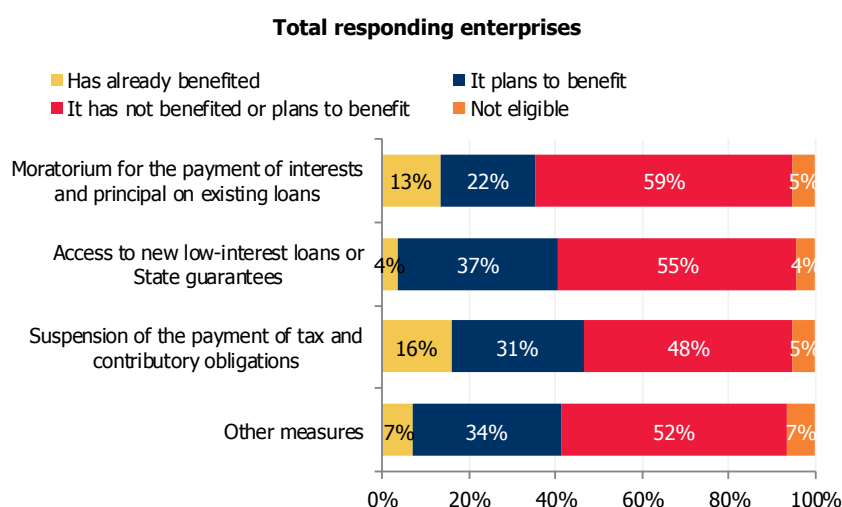 Total responding enterprises
Has already benefited
It plans to benefit
It has not benefited or plans to benefit
Not eligible
Moratorium for the payment of interests
and principal on existing loans
13% 22% 59% 5%
Access to new low-interest loans or
State guarantees
4% 37% 55% 4%
Suspension of the payment of tax and
contributory obligations
16% 31% 48% 5%
Other measures
7% 34% 52% 7%
0% 20% 40% 60% 80% 100%